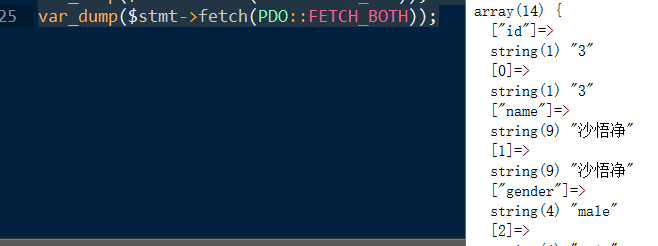 25 var_dump($stmt->fetch(PDO::FETCH_BOTH));
array(14) {
["id"]=>
string(1) "3"
[0]=>
string(1) "3"
["name"]=>
string(9) "沙悟净"
[1]=>
string(9) "沙悟净"
["gender"]=>
string(4) "male"
[2]=>